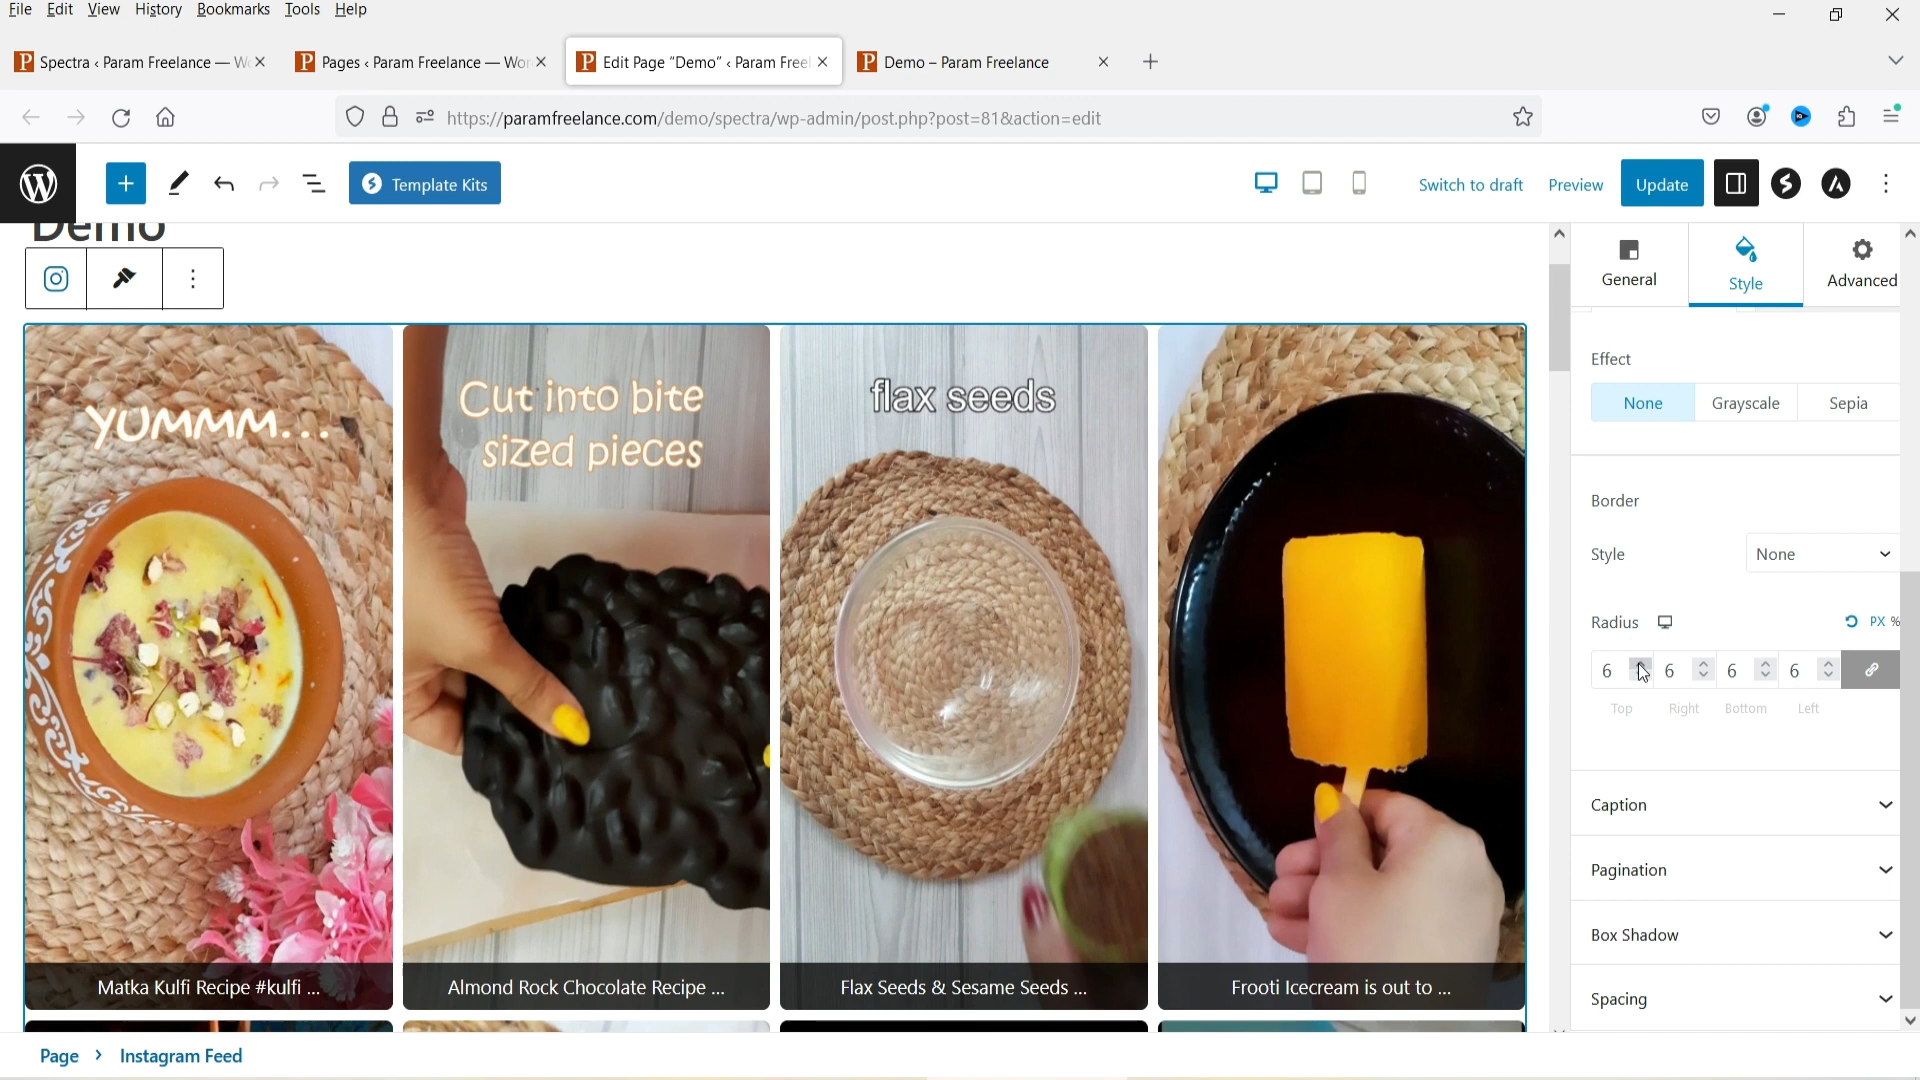 File Edit View History Bookmarks Tools Help
Spectra ‹ Param Freelance — Wo
Pages ‹ Param Freelance — Wor
Edit Page "Demo" ‹ Param Freel
Demo – Param Freelance
https://paramfreelance.com/demo/spectra/wp-admin/post.php?post=81&action=edit
Template Kits
Switch to draft
Preview
Update
Demo
General
Style
Advanced
YUMMM...
Cut into bite
sized pieces
flax seeds
Matka Kulfi Recipe #kulfi ...
Almond Rock Chocolate Recipe ...
Flax Seeds & Sesame Seeds ...
Frooti Icecream is out to ...
Effect
None Grayscale Sepia
Border
Style None
Radius PX %
6 6 6 6
Top Right Bottom Left
Caption
Pagination
Box Shadow
Spacing
Page › Instagram Feed